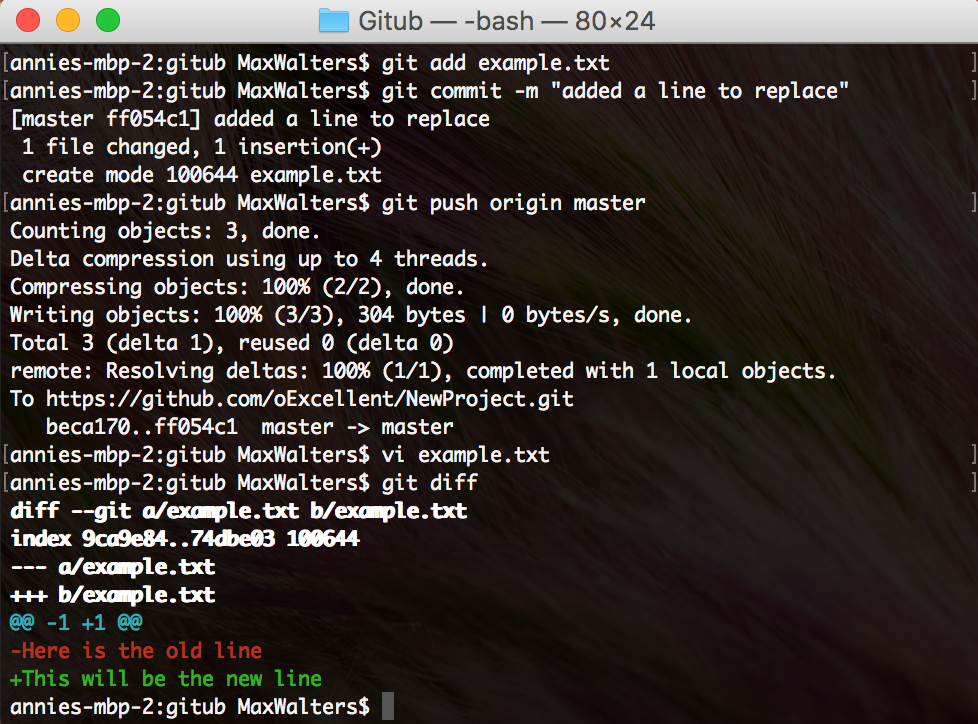 Gitub — -bash — 80×24
[annies-mbp-2:gitub MaxWalters$ git add example.txt ]
[annies-mbp-2:gitub MaxWalters$ git commit -m "added a line to replace" ]
[master ff054c1] added a line to replace
 1 file changed, 1 insertion(+)
 create mode 100644 example.txt
[annies-mbp-2:gitub MaxWalters$ git push origin master ]
Counting objects: 3, done.
Delta compression using up to 4 threads.
Compressing objects: 100% (2/2), done.
Writing objects: 100% (3/3), 304 bytes | 0 bytes/s, done.
Total 3 (delta 1), reused 0 (delta 0)
remote: Resolving deltas: 100% (1/1), completed with 1 local objects.
To https://github.com/oExcellent/NewProject.git
   beca170..ff054c1  master -> master
[annies-mbp-2:gitub MaxWalters$ vi example.txt ]
[annies-mbp-2:gitub MaxWalters$ git diff ]
diff --git a/example.txt b/example.txt
index 9ca9e84..74dbe03 100644
--- a/example.txt
+++ b/example.txt
@@ -1 +1 @@
-Here is the old line
+This will be the new line
annies-mbp-2:gitub MaxWalters$